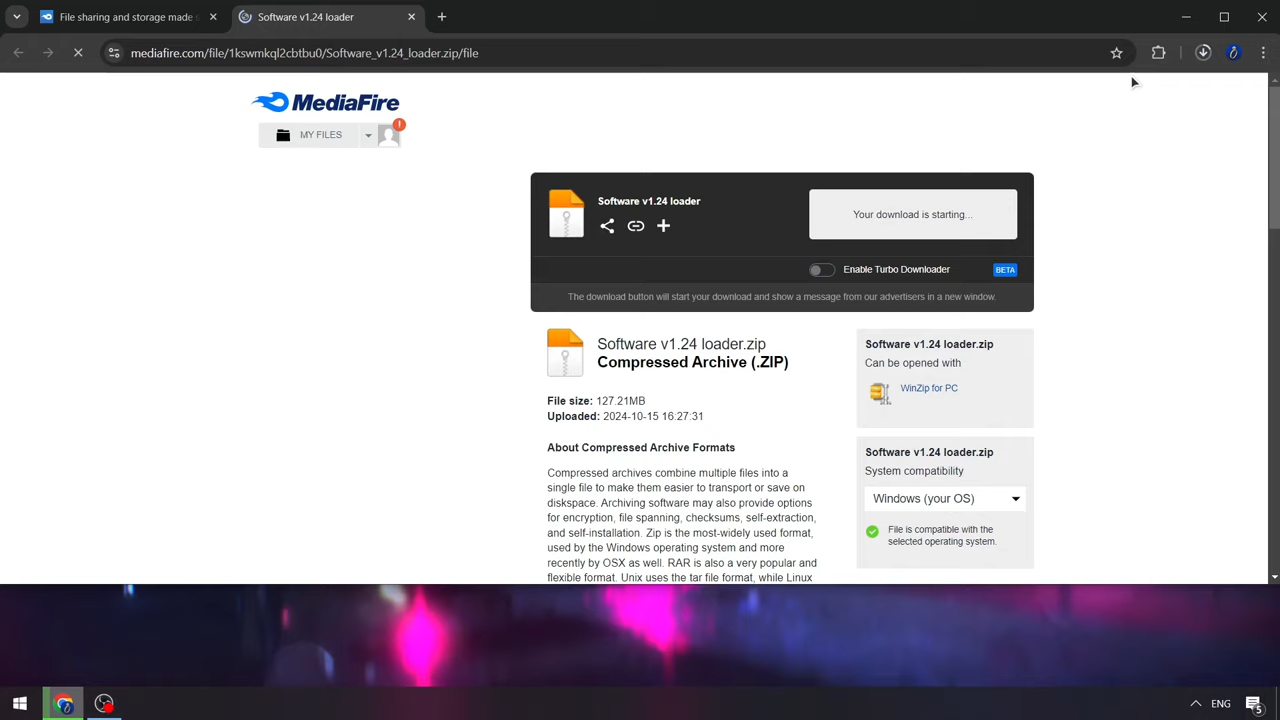 File sharing and storage made s
Software v1.24 loader
mediafire.com/file/1kswmkql2cbtbu0/Software_v1.24_loader.zip/file
MediaFire
MY FILES
!
Software v1.24 loader
Your download is starting...
Enable Turbo Downloader
BETA
The download button will start your download and show a message from our advertisers in a new window.
Software v1.24 loader.zip
Compressed Archive (.ZIP)
File size: 127.21MB
Uploaded: 2024-10-15 16:27:31
About Compressed Archive Formats
Compressed archives combine multiple files into a
single file to make them easier to transport or save on
diskspace. Archiving software may also provide options
for encryption, file spanning, checksums, self-extraction,
and self-installation. Zip is the most-widely used format,
used by the Windows operating system and more
recently by OSX as well. RAR is also a very popular and
flexible format. Unix uses the tar file format, while Linux
Software v1.24 loader.zip
Can be opened with
WinZip for PC
Software v1.24 loader.zip
System compatibility
Windows (your OS)
File is compatible with the
selected operating system.
ENG
5